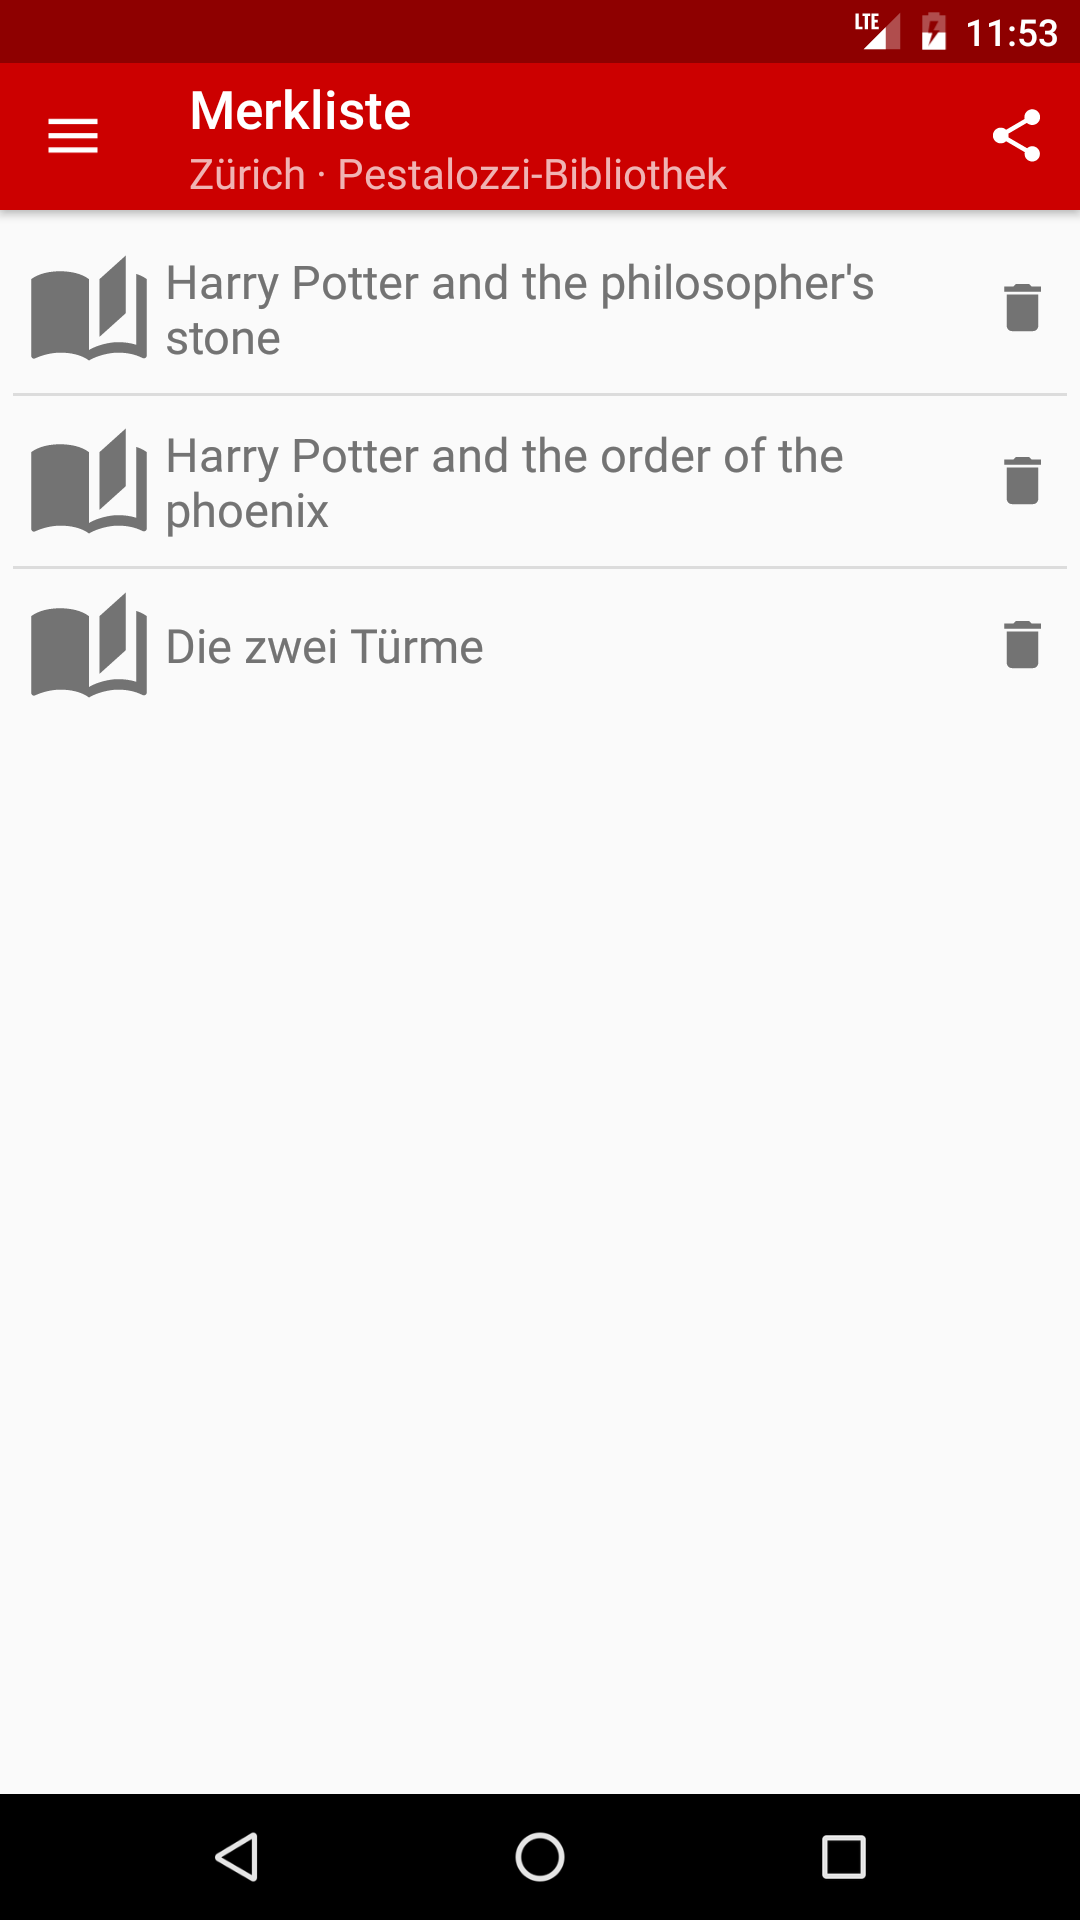 LTE 11:53
Merkliste
Zürich · Pestalozzi-Bibliothek
Harry Potter and the philosopher's
stone
Harry Potter and the order of the
phoenix
Die zwei Türme